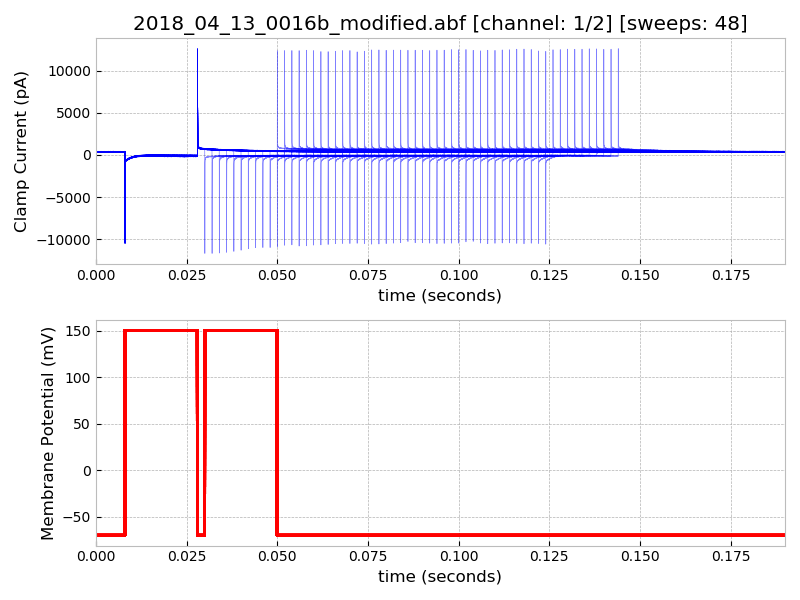 2018_04_13_0016b_modified.abf [channel: 1/2] [sweeps: 48]
Clamp Current (pA)
10000
5000
0
−5000
−10000
0.000 0.025 0.050 0.075 0.100 0.125 0.150 0.175
time (seconds)
Membrane Potential (mV)
150
100
50
0
−50
0.000 0.025 0.050 0.075 0.100 0.125 0.150 0.175
time (seconds)